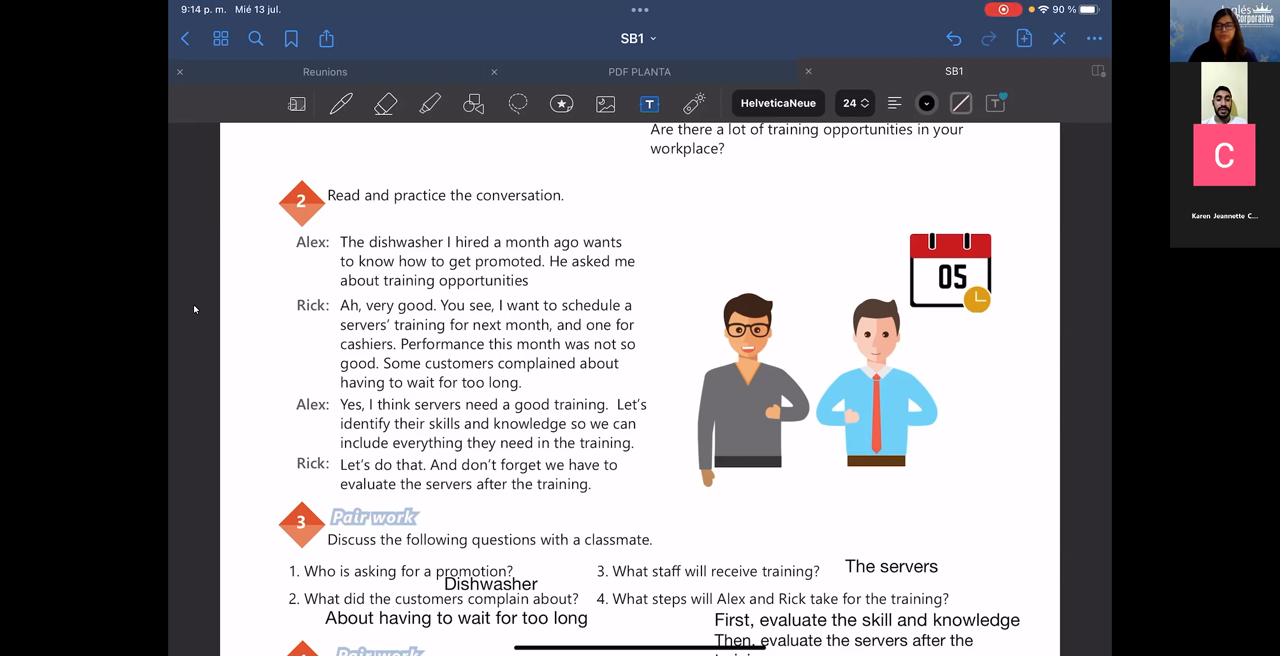 9:14 p. m. Mié 13 jul.
90 %
SB1
Reunions
PDF PLANTA
SB1
HelveticaNeue
24
Inglés
Corporativo
Are there a lot of training opportunities in your
workplace?
2
Read and practice the conversation.
Alex: The dishwasher I hired a month ago wants
to know how to get promoted. He asked me
about training opportunities
Rick: Ah, very good. You see, I want to schedule a
servers' training for next month, and one for
cashiers. Performance this month was not so
good. Some customers complained about
having to wait for too long.
Alex: Yes, I think servers need a good training. Let's
identify their skills and knowledge so we can
include everything they need in the training.
Rick: Let's do that. And don't forget we have to
evaluate the servers after the training.
05
C
Karen Jeannette C...
3
Pair work
Discuss the following questions with a classmate.
1. Who is asking for a promotion?
Dishwasher
2. What did the customers complain about?
About having to wait for too long
3. What staff will receive training?
The servers
4. What steps will Alex and Rick take for the training?
First, evaluate the skill and knowledge
Then, evaluate the servers after the
Pair work